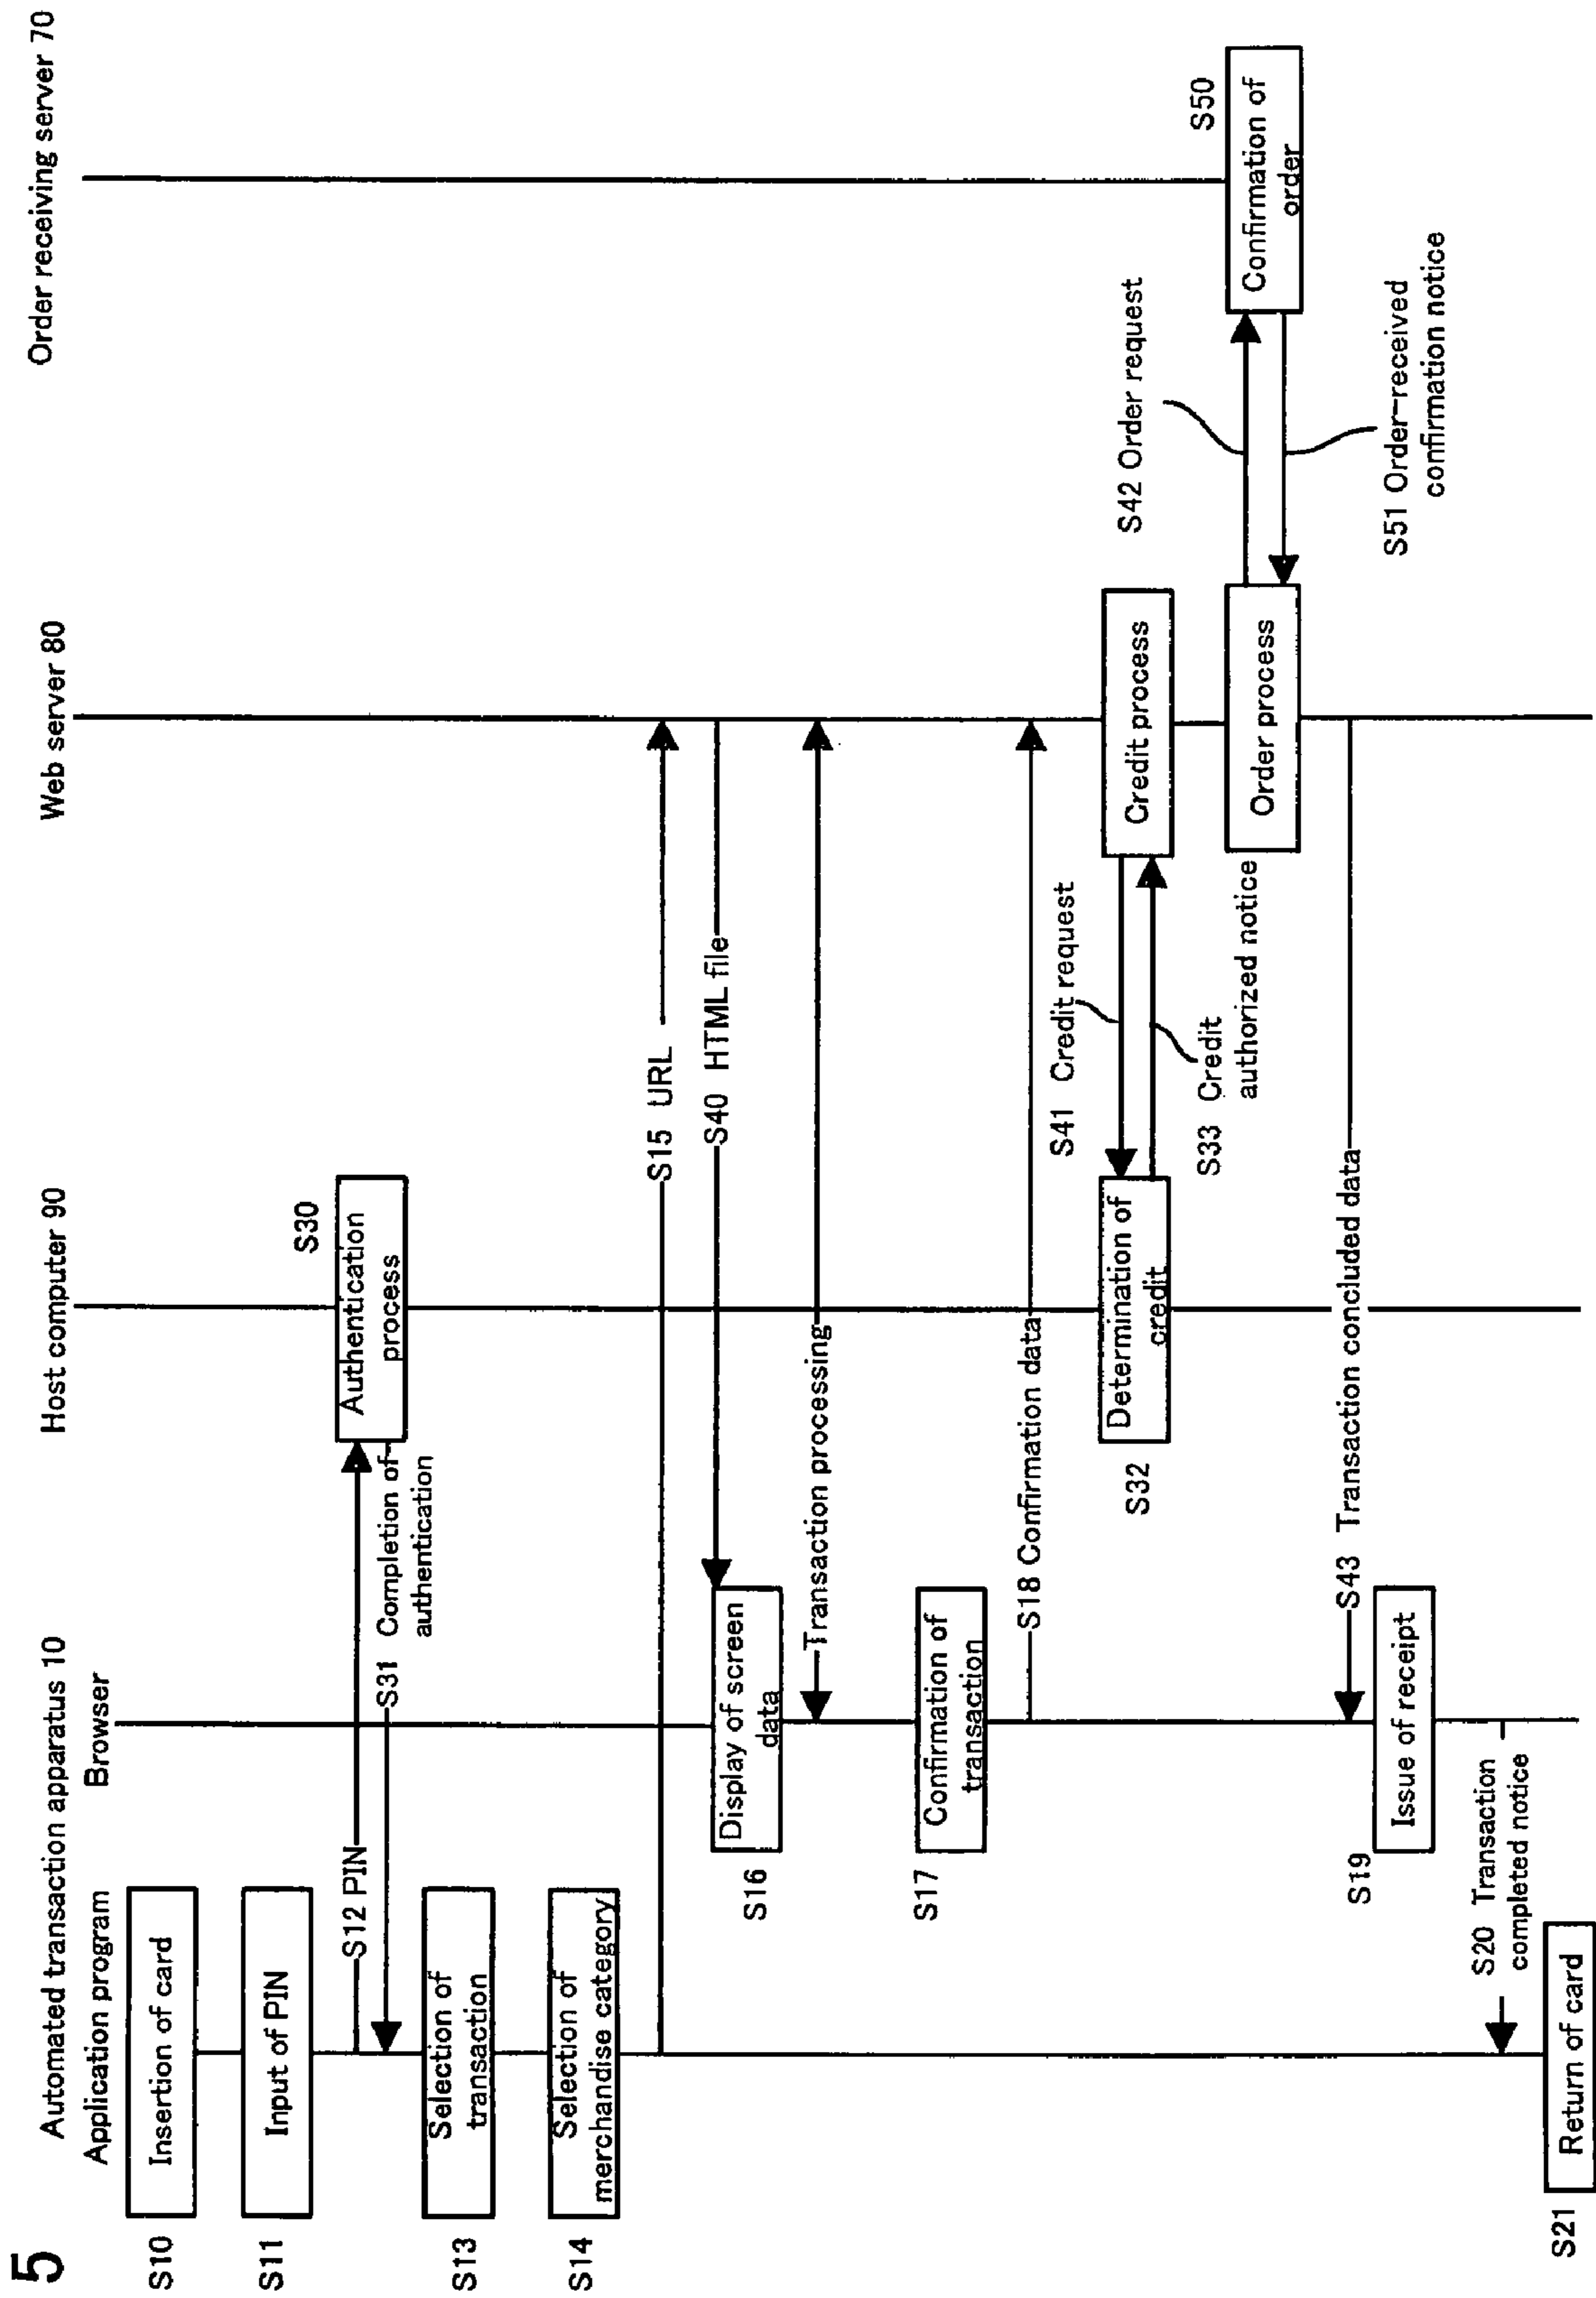 5
Automated transaction apparatus 10
Application program
Browser
Host computer 90
Web server 80
Order receiving server 70
S10
Insertion of card
S11
Input of PIN
S12 PIN
S30
Authentication
process
S31 Completion of
authentication
S13
Selection of
transaction
S14
Selection of
merchandise category
S15 URL
S40 HTML file
S16
Display of screen
data
Transaction processing
S17
Confirmation of
transaction
S18 Confirmation data
S41 Credit request
S32
Determination of
credit
Credit process
S33 Credit
authorized notice
S42 Order request
Order process
S50
Confirmation of
order
S51 Order-received
confirmation notice
S43 Transaction concluded data
S19
Issue of receipt
S20 Transaction
completed notice
S21
Return of card